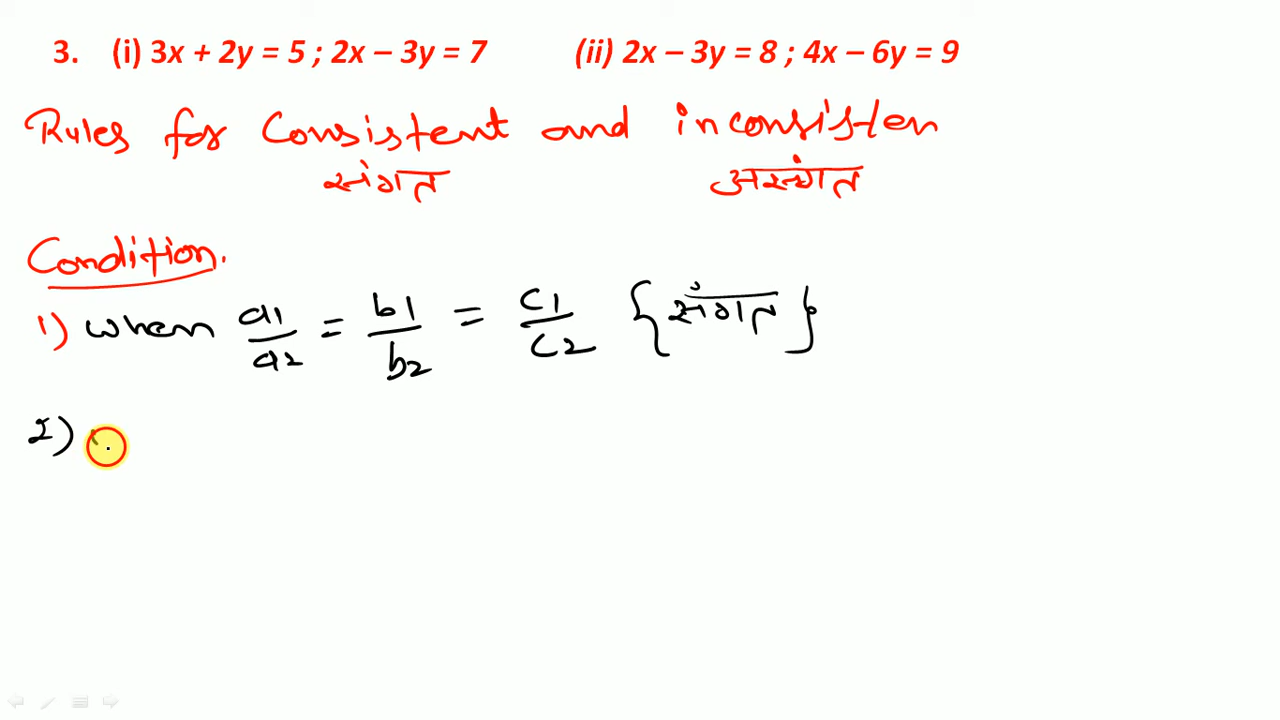 3. (i) 3x + 2y = 5 ; 2x – 3y = 7 (ii) 2x – 3y = 8 ; 4x – 6y = 9
Rules for Consistent and inconsisten
संगत असंगत
Condition.
1) when a1/a2 = b1/b2 = c1/c2 {संगत}
2)